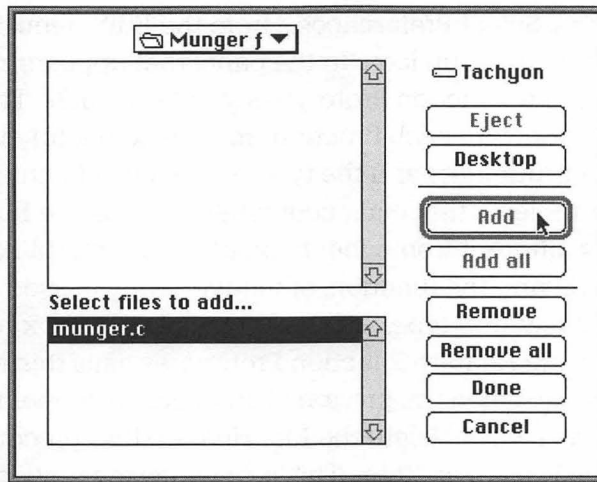 Munger ƒ
Tachyon
Eject
Desktop
Add
Add all
Select files to add...
munger.c
Remove
Remove all
Done
Cancel